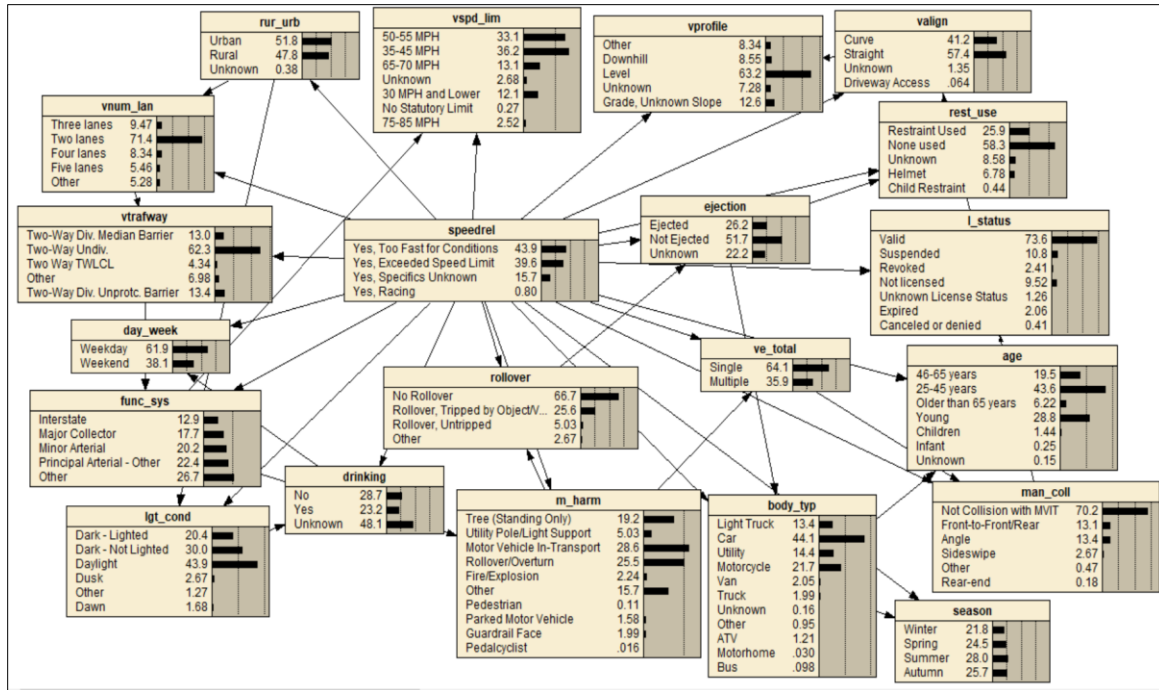 rur_urb
Urban 51.8
Rural 47.8
Unknown 0.38
vspd_lim
50-55 MPH 33.1
35-45 MPH 36.2
65-70 MPH 13.1
Unknown 2.68
30 MPH and Lower 12.1
No Statutory Limit 0.27
75-85 MPH 2.52
vprofile
Other 8.34
Downhill 8.55
Level 63.2
Unknown 7.28
Grade, Unknown Slope 12.6
valign
Curve 41.2
Straight 57.4
Unknown 1.35
Driveway Access .064
vnum_lan
Three lanes 9.47
Two lanes 71.4
Four lanes 8.34
Five lanes 5.46
Other 5.28
rest_use
Restraint Used 25.9
None used 58.3
Unknown 8.58
Helmet 6.78
Child Restraint 0.44
vtrafway
Two-Way Div. Median Barrier 13.0
Two-Way Undiv. 62.3
Two Way TWLCL 4.34
Other 6.98
Two-Way Div. Unprotc. Barrier 13.4
speedrel
Yes, Too Fast for Conditions 43.9
Yes, Exceeded Speed Limit 39.6
Yes, Specifics Unknown 15.7
Yes, Racing 0.80
ejection
Ejected 26.2
Not Ejected 51.7
Unknown 22.2
l_status
Valid 73.6
Suspended 10.8
Revoked 2.41
Not licensed 9.52
Unknown License Status 1.26
Expired 2.06
Canceled or denied 0.41
day_week
Weekday 61.9
Weekend 38.1
ve_total
Single 64.1
Multiple 35.9
age
46-65 years 19.5
25-45 years 43.6
Older than 65 years 6.22
Young 28.8
Children 1.44
Infant 0.25
Unknown 0.15
rollover
No Rollover 66.7
Rollover, Tripped by Object/V... 25.6
Rollover, Untripped 5.03
Other 2.67
func_sys
Interstate 12.9
Major Collector 17.7
Minor Arterial 20.2
Principal Arterial - Other 22.4
Other 26.7
drinking
No 28.7
Yes 23.2
Unknown 48.1
m_harm
Tree (Standing Only) 19.2
Utility Pole/Light Support 5.03
Motor Vehicle In-Transport 28.6
Rollover/Overturn 25.5
Fire/Explosion 2.24
Other 15.7
Pedestrian 0.11
Parked Motor Vehicle 1.58
Guardrail Face 1.99
Pedalcyclist .016
body_typ
Light Truck 13.4
Car 44.1
Utility 14.4
Motorcycle 21.7
Van 2.05
Truck 1.99
Unknown 0.16
Other 0.95
ATV 1.21
Motorhome .030
Bus .098
man_coll
Not Collision with MVIT 70.2
Front-to-Front/Rear 13.1
Angle 13.4
Sideswipe 2.67
Other 0.47
Rear-end 0.18
lgt_cond
Dark - Lighted 20.4
Dark - Not Lighted 30.0
Daylight 43.9
Dusk 2.67
Other 1.27
Dawn 1.68
season
Winter 21.8
Spring 24.5
Summer 28.0
Autumn 25.7